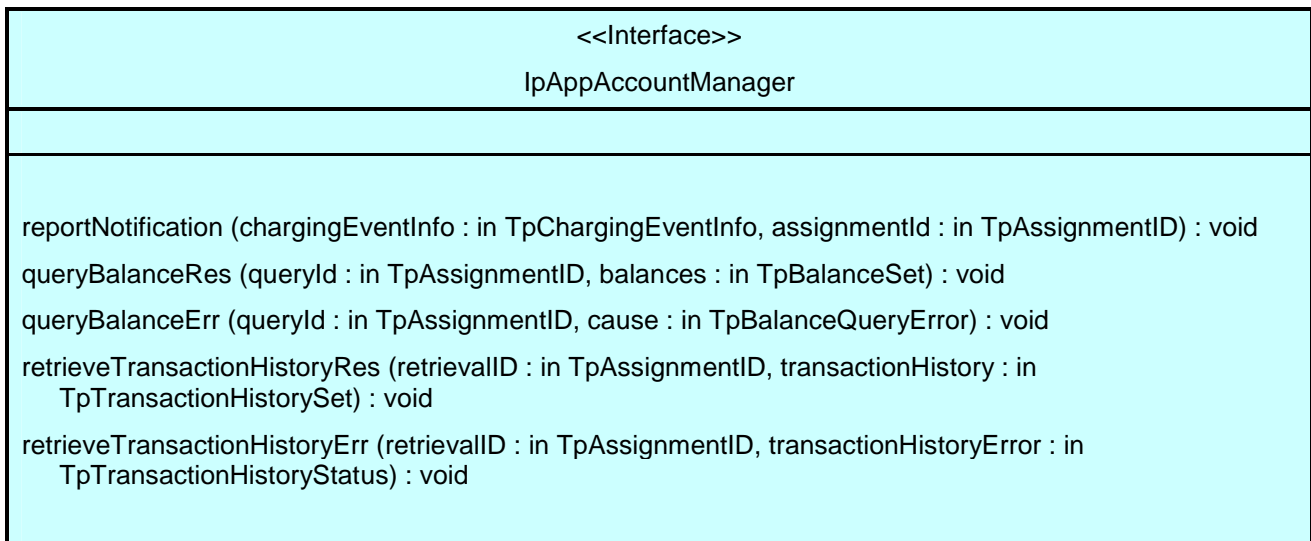 <<Interface>>
IpAppAccountManager
reportNotification (chargingEventInfo : in TpChargingEventInfo, assignmentId : in TpAssignmentID) : void
queryBalanceRes (queryId : in TpAssignmentID, balances : in TpBalanceSet) : void
queryBalanceErr (queryId : in TpAssignmentID, cause : in TpBalanceQueryError) : void
retrieveTransactionHistoryRes (retrievalID : in TpAssignmentID, transactionHistory : in
TpTransactionHistorySet) : void
retrieveTransactionHistoryErr (retrievalID : in TpAssignmentID, transactionHistoryError : in
TpTransactionHistoryStatus) : void